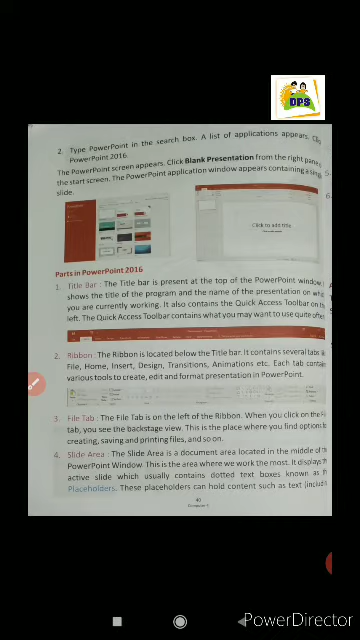 DPS
2. Type PowerPoint in the search box. A list of applications appears. Click
PowerPoint 2016.
The PowerPoint screen appears. Click Blank Presentation from the right pane
the start screen. The PowerPoint application window appears containing a
slide.
Click to add title
Parts in PowerPoint 2016
1. Title Bar : The Title bar is present at the top of the PowerPoint window.
shows the title of the program and the name of the presentation on
you are currently working. It also contains the Quick Access Toolbar on
left. The Quick Access Toolbar contains what you may want to use quite often
2. Ribbon : The Ribbon is located below the Title bar. It contains several tabs
File, Home, Insert, Design, Transitions, Animations etc. Each tab
various tools to create, edit and format presentation in PowerPoint.
3. File Tab : The File Tab is on the left of the Ribbon. When you click on the
tab, you see the backstage view. This is the place where you find options
creating, saving and printing files, and so on.
4. Slide Area : The Slide Area is a document area located in the middle of
PowerPoint Window. This is the area where we work the most. It displays
active slide which usually contains dotted text boxes known as
Placeholders. These placeholders can hold content such as text
40
PowerDirector